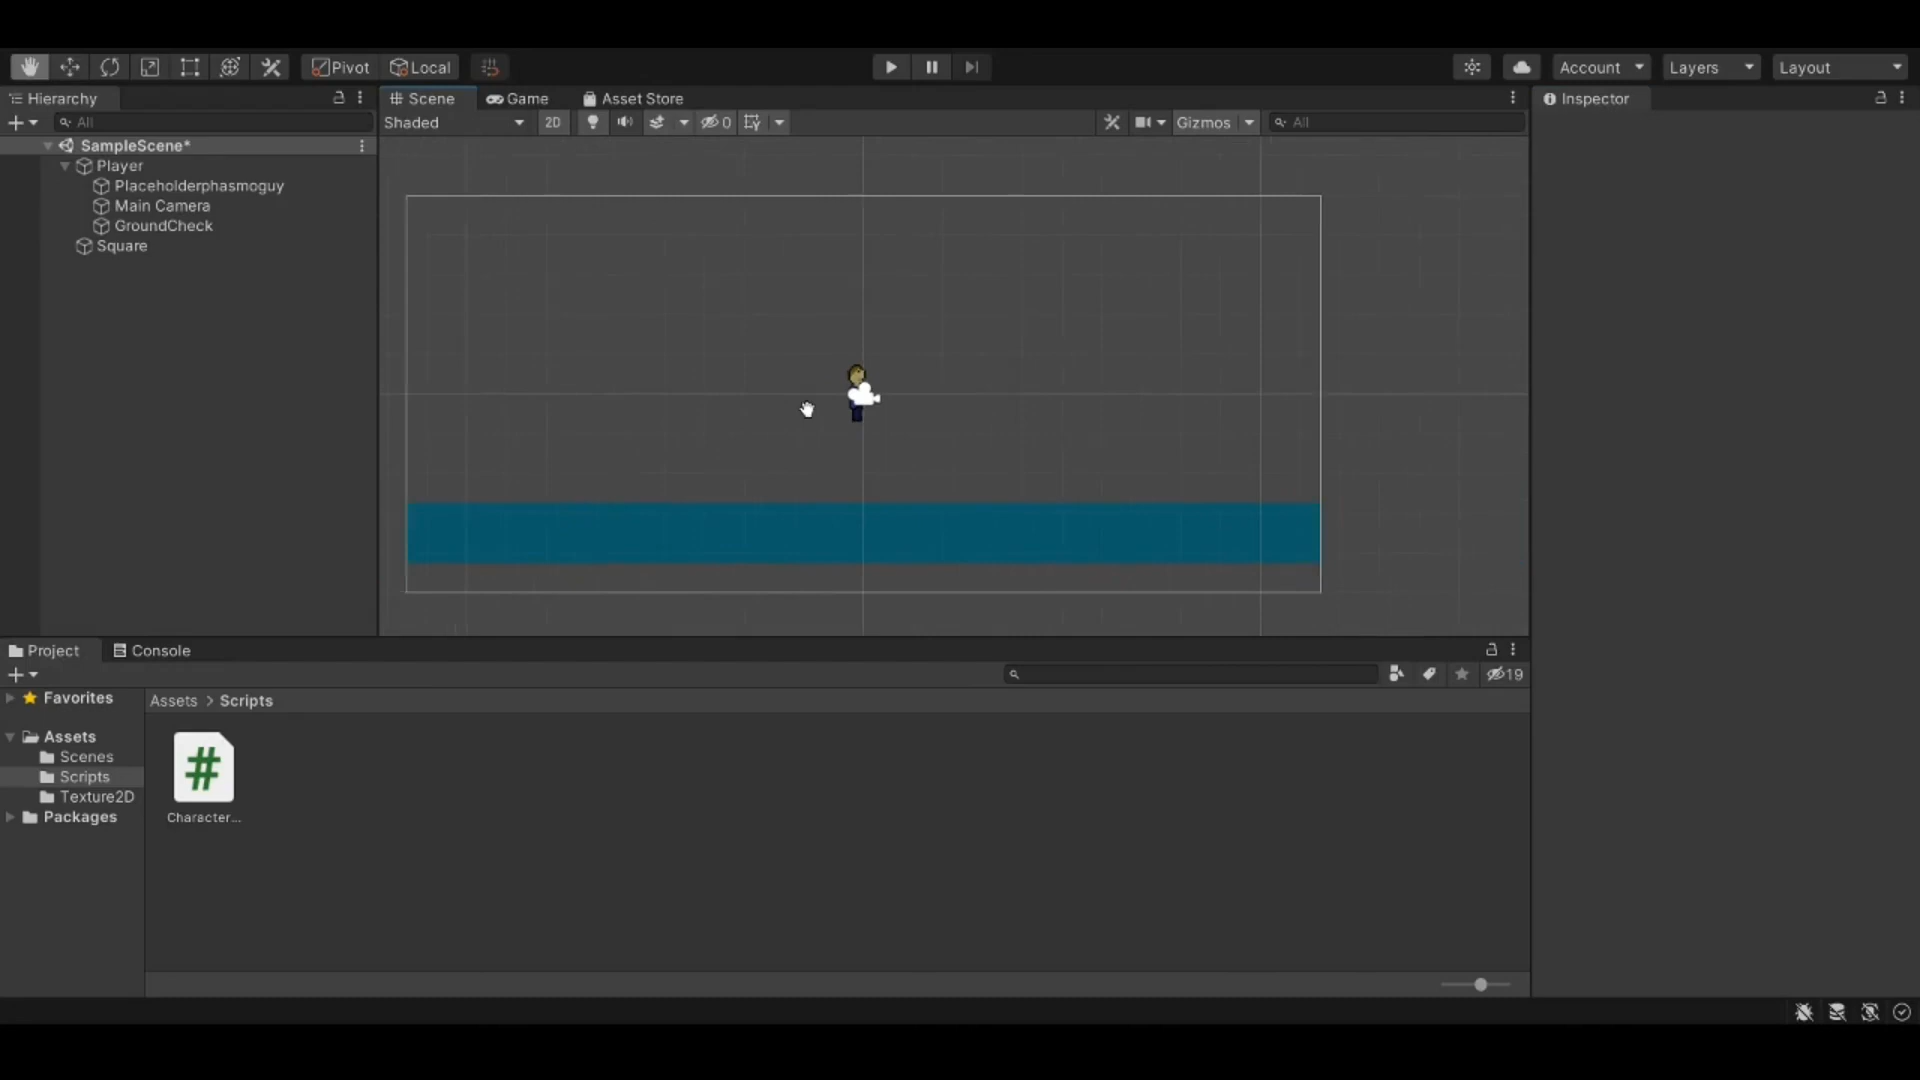 Pivot Local Account Layers Layout
Hierarchy Scene Game Asset Store Inspector
All Shaded 2D 0 Gizmos All
SampleScene*
Player
Placeholderphasmoguy
Main Camera
GroundCheck
Square
Project Console
19
Favorites Assets > Scripts
Assets
Scenes
Scripts
Texture2D
Packages
#
Character...